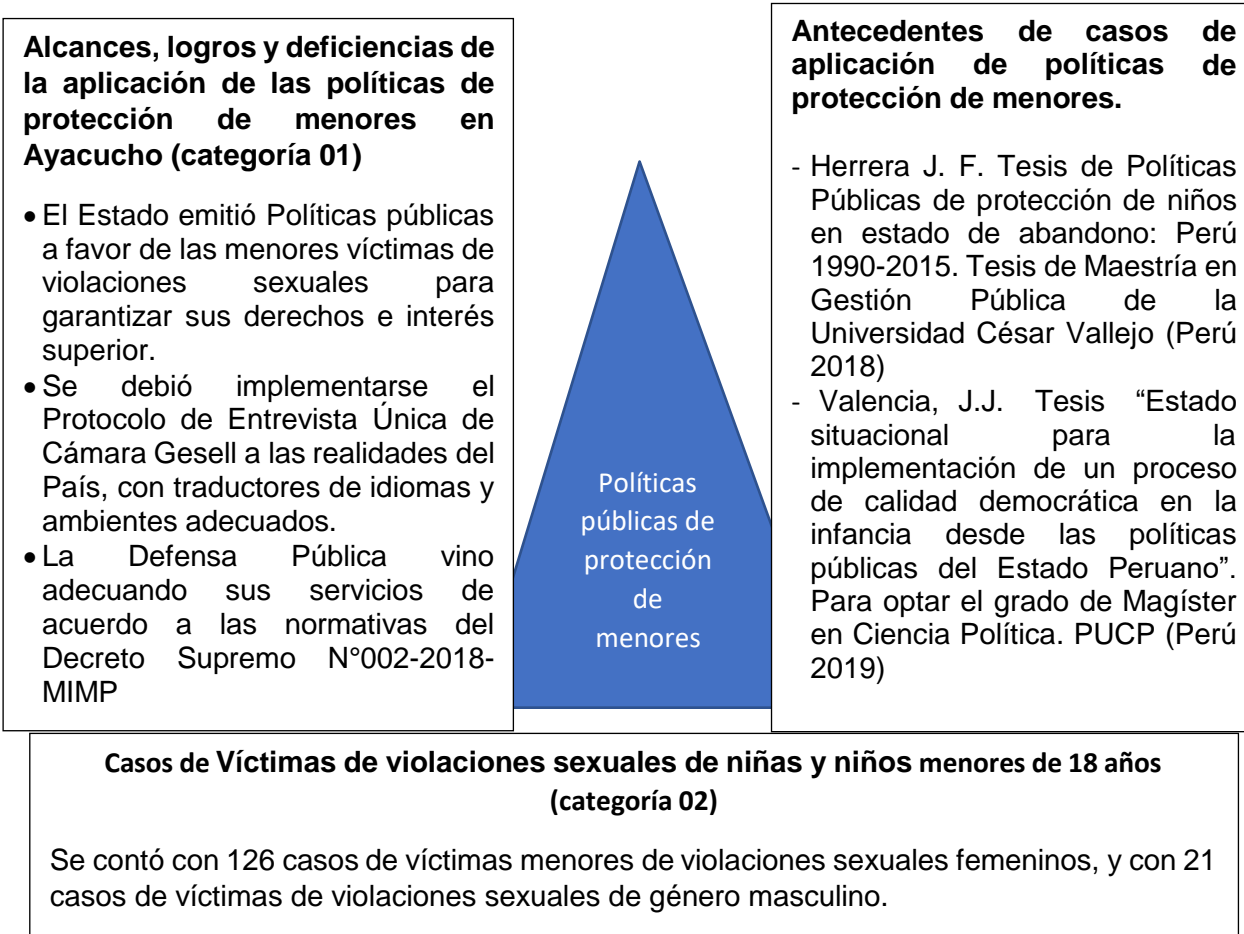 Alcances, logros y deficiencias de
la aplicación de las políticas de
protección de menores en
Ayacucho (categoría 01)
• El Estado emitió Políticas públicas
a favor de las menores víctimas de
violaciones sexuales para
garantizar sus derechos e interés
superior.
• Se debió implementarse el
Protocolo de Entrevista Única de
Cámara Gesell a las realidades del
País, con traductores de idiomas y
ambientes adecuados.
• La Defensa Pública vino
adecuando sus servicios de
acuerdo a las normativas del
Decreto Supremo N°002-2018-
MIMP
Políticas
públicas de
protección
de
menores
Antecedentes de casos de
aplicación de políticas de
protección de menores.
- Herrera J. F. Tesis de Políticas
Públicas de protección de niños
en estado de abandono: Perú
1990-2015. Tesis de Maestría en
Gestión Pública de la
Universidad César Vallejo (Perú
2018)
- Valencia, J.J. Tesis “Estado
situacional para la
implementación de un proceso
de calidad democrática en la
infancia desde las políticas
públicas del Estado Peruano”.
Para optar el grado de Magíster
en Ciencia Política. PUCP (Perú
2019)
Casos de Víctimas de violaciones sexuales de niñas y niños menores de 18 años
(categoría 02)
Se contó con 126 casos de víctimas menores de violaciones sexuales femeninos, y con 21
casos de víctimas de violaciones sexuales de género masculino.